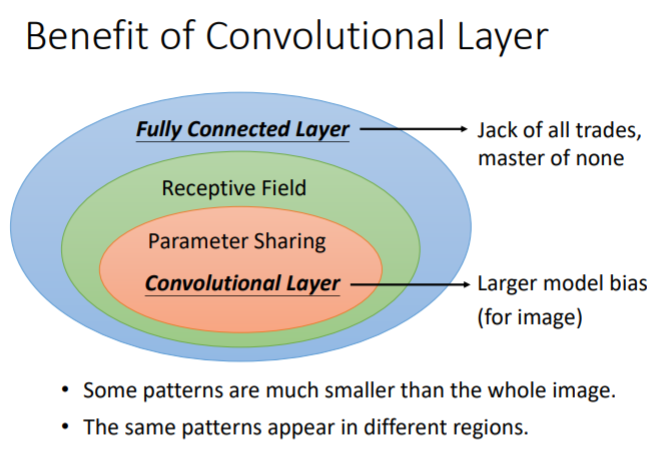 Benefit of Convolutional Layer
Fully Connected Layer
Jack of all trades,
master of none
Receptive Field
Parameter Sharing
Convolutional Layer
Larger model bias
(for image)
• Some patterns are much smaller than the whole image.
• The same patterns appear in different regions.